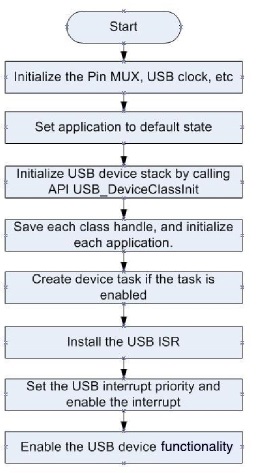 Start
Initialize the Pin MUX, USB clock, etc
Set application to default state
Initialize USB device stack by calling
API USB_DeviceClassInit
Save each class handle, and initialize
each application.
Create device task if the task is
enabled
Install the USB ISR
Set the USB interrupt priority and
enable the interrupt
Enable the USB device functionality